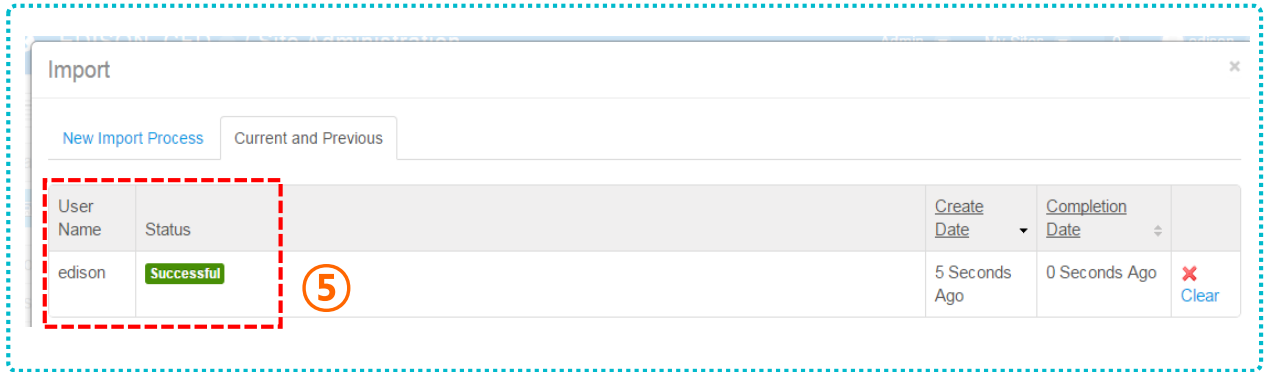 Import
×
New Import Process Current and Previous
User Name Status Create Date Completion Date
edison Successful 5 Seconds Ago 0 Seconds Ago Clear
⑤